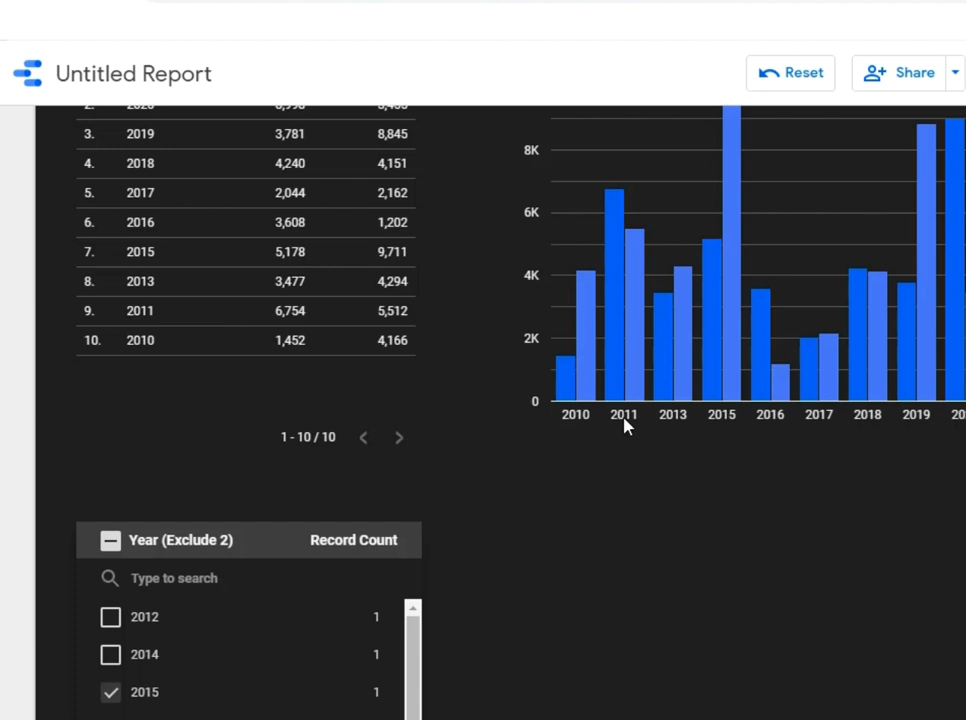 Untitled Report
Reset
Share
2. 2020
3. 2019 3,781 8,845
4. 2018 4,240 4,151
5. 2017 2,044 2,162
6. 2016 3,608 1,202
7. 2015 5,178 9,711
8. 2013 3,477 4,294
9. 2011 6,754 5,512
10. 2010 1,452 4,166
1 - 10 / 10
8K
6K
4K
2K
0
2010 2011 2013 2015 2016 2017 2018 2019 20
Year (Exclude 2) Record Count
Type to search
2012 1
2014 1
2015 1